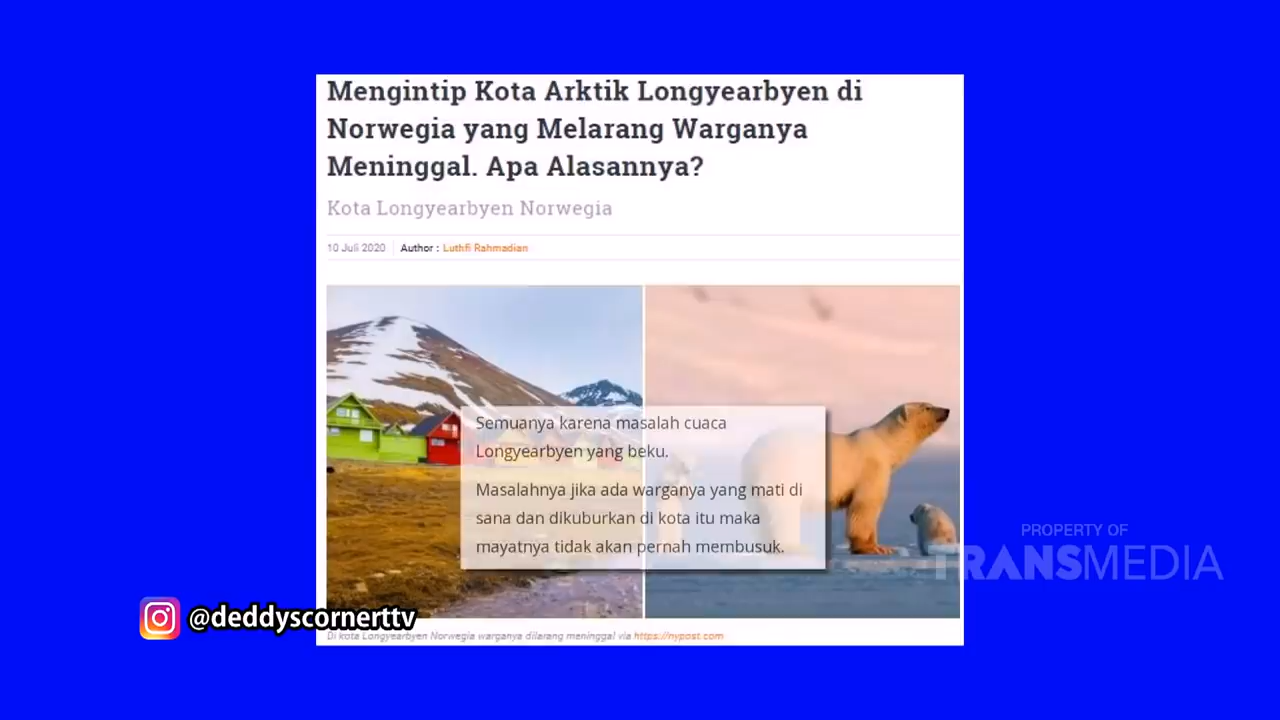 Mengintip Kota Arktik Longyearbyen di
Norwegia yang Melarang Warganya
Meninggal. Apa Alasannya?
Kota Longyearbyen Norwegia
10 Juli 2020 Author : Luthfi Rahmadian
Semuanya karena masalah cuaca
Longyearbyen yang beku.
Masalahnya jika ada warganya yang mati di
sana dan dikuburkan di kota itu maka
mayatnya tidak akan pernah membusuk.
PROPERTY OF
TRANSMEDIA
@deddyscornerttv
Di kota Longyearbyen Norwegia warganya dilarang meninggal via https://nypost.com